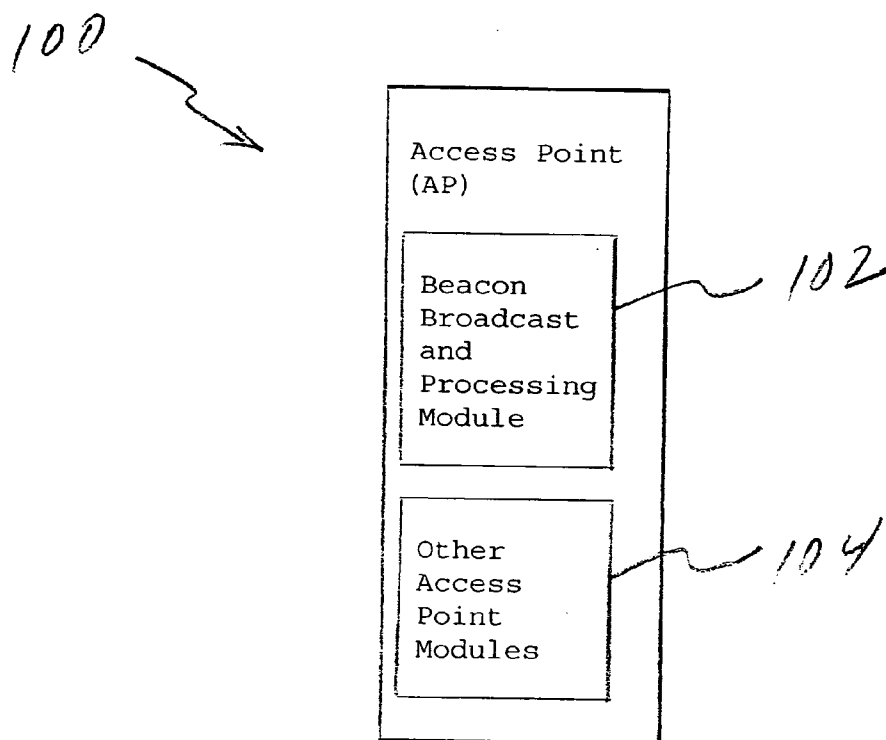 100
Access Point
(AP)
Beacon
Broadcast
and
Processing
Module
102
Other
Access
Point
Modules
104